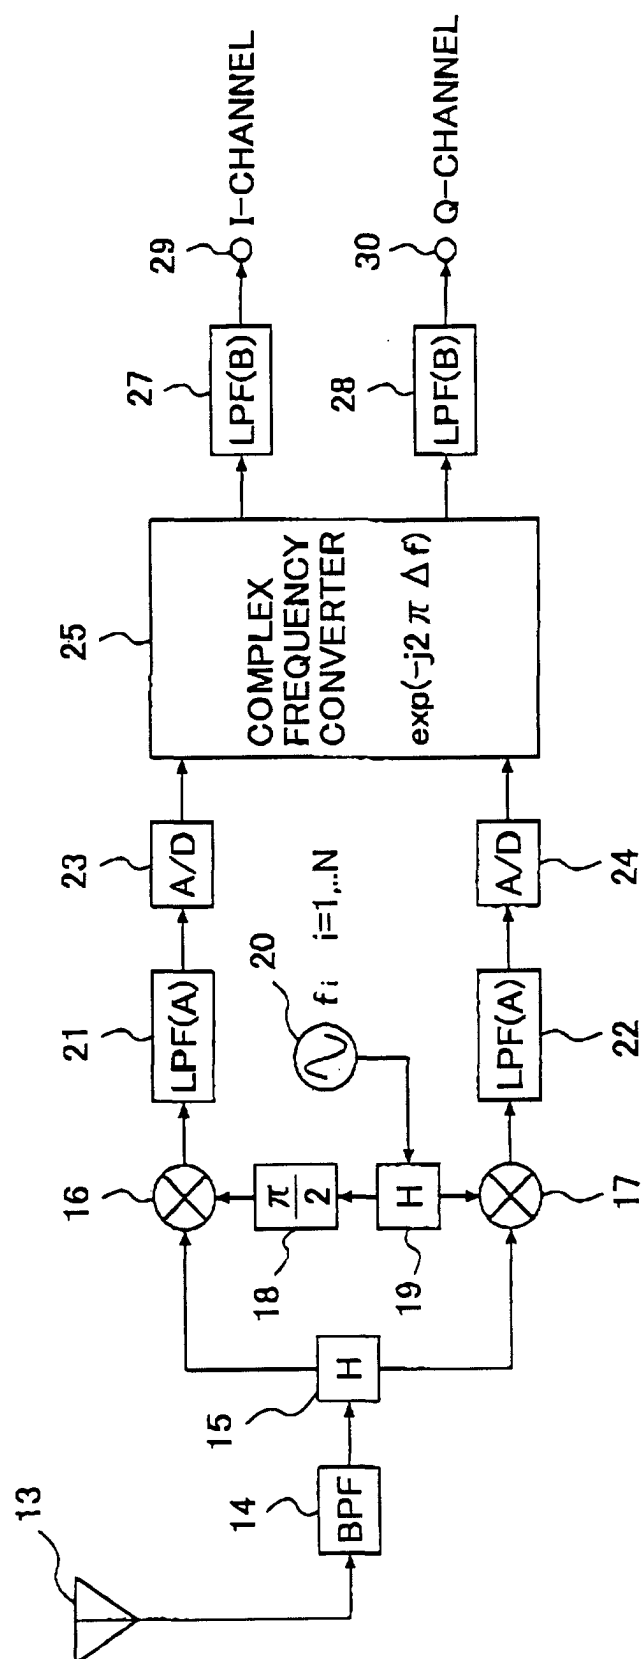 13
14
BPF
15
H
16
17
18
π
2
19
H
20
f i i=1,..N
21
LPF(A)
22
LPF(A)
23
A/D
24
A/D
25
COMPLEX
FREQUENCY
CONVERTER
exp(-j2 π Δf)
27
LPF(B)
28
LPF(B)
29
I-CHANNEL
30
Q-CHANNEL